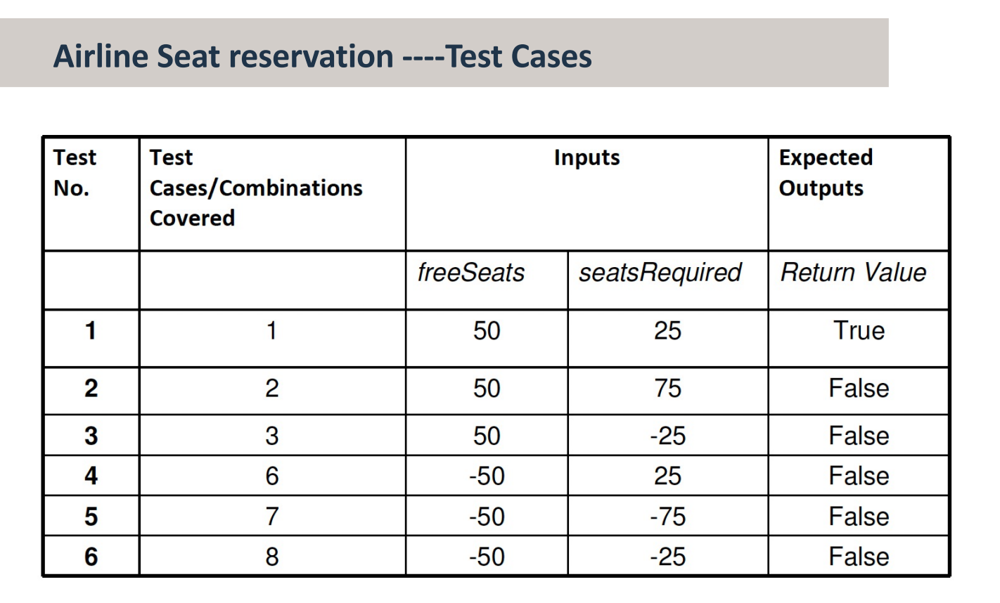 Airline Seat reservation ----Test Cases
Test No.
Test Cases/Combinations Covered
Inputs
Expected Outputs
freeSeats seatsRequired Return Value
1 1 50 25 True
2 2 50 75 False
3 3 50 -25 False
4 6 -50 25 False
5 7 -50 -75 False
6 8 -50 -25 False